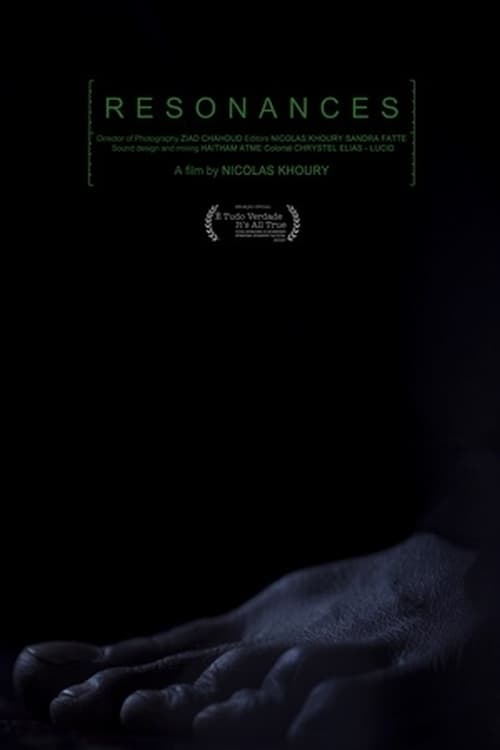 RESONANCES
Director of Photography ZIAD CHAHOUD Editors NICOLAS KHOURY SANDRA FATTE
Sound design and mixing HAITHAM ATME Colorist CHRYSTEL ELIAS - LUCID
A film by NICOLAS KHOURY
É Tudo Verdade
It's All True